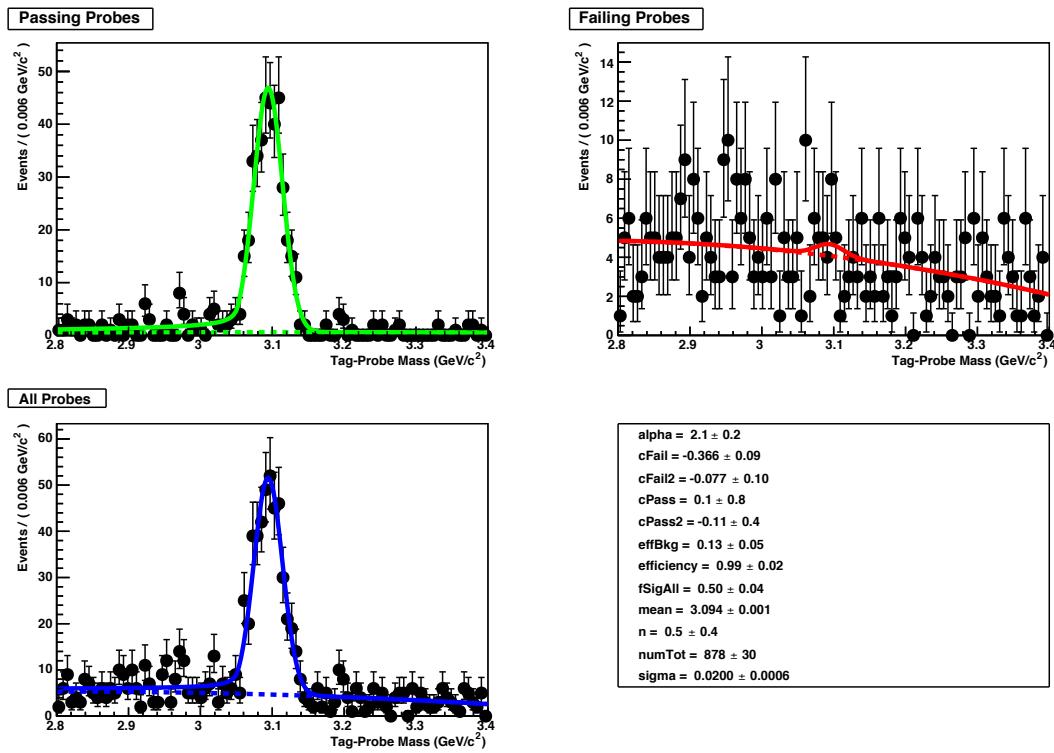 Passing Probes
Events / ( 0.006 GeV/c² )
50
40
30
20
10
0
2.8 2.9 3 3.1 3.2 3.3 3.4
Tag-Probe Mass (GeV/c²)
Failing Probes
Events / ( 0.006 GeV/c² )
14
12
10
8
6
4
2
0
2.8 2.9 3 3.1 3.2 3.3 3.4
Tag-Probe Mass (GeV/c²)
All Probes
Events / ( 0.006 GeV/c² )
60
50
40
30
20
10
0
2.8 2.9 3 3.1 3.2 3.3 3.4
Tag-Probe Mass (GeV/c²)
alpha = 2.1 ± 0.2
cFail = -0.366 ± 0.09
cFail2 = -0.077 ± 0.10
cPass = 0.1 ± 0.8
cPass2 = -0.11 ± 0.4
effBkg = 0.13 ± 0.05
efficiency = 0.99 ± 0.02
fSigAll = 0.50 ± 0.04
mean = 3.094 ± 0.001
n = 0.5 ± 0.4
numTot = 878 ± 30
sigma = 0.0200 ± 0.0006